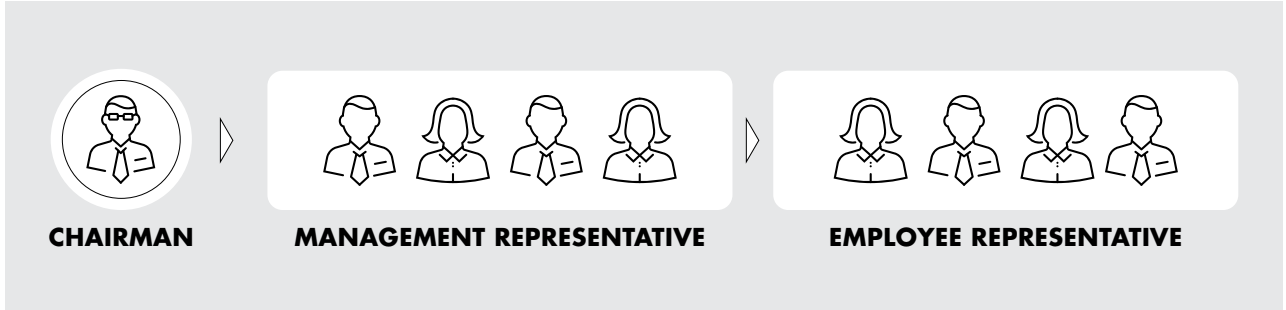 CHAIRMAN
MANAGEMENT REPRESENTATIVE
EMPLOYEE REPRESENTATIVE